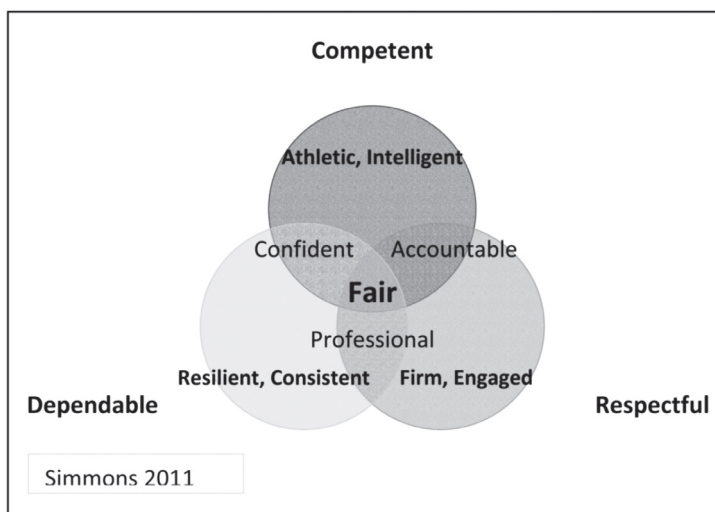 Competent
Athletic, Intelligent
Confident
Accountable
Fair
Professional
Resilient, Consistent
Firm, Engaged
Dependable
Respectful
Simmons 2011